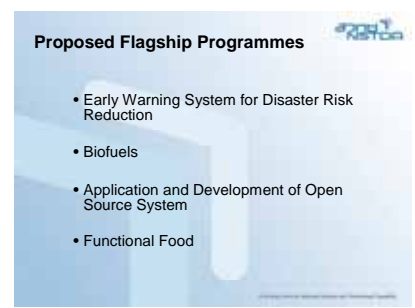 Proposed Flagship Programmes
NSTDA
• Early Warning System for Disaster Risk
Reduction
• Biofuels
• Application and Development of Open
Source System
• Functional Food